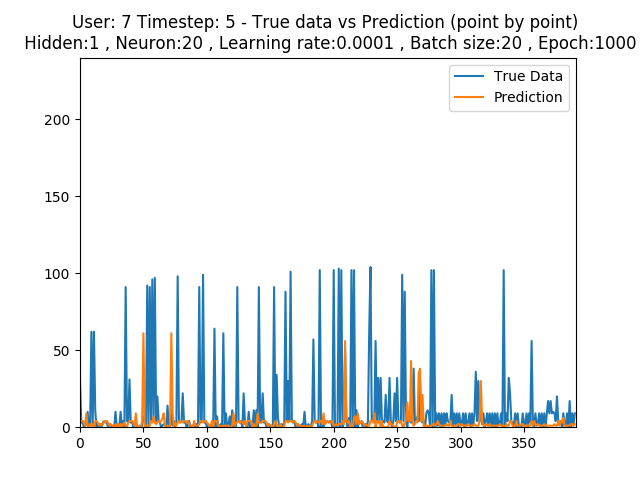 User: 7 Timestep: 5 - True data vs Prediction (point by point)
Hidden:1 , Neuron:20 , Learning rate:0.0001 , Batch size:20 , Epoch:1000
True Data
Prediction
200
150
100
50
0
0 50 100 150 200 250 300 350